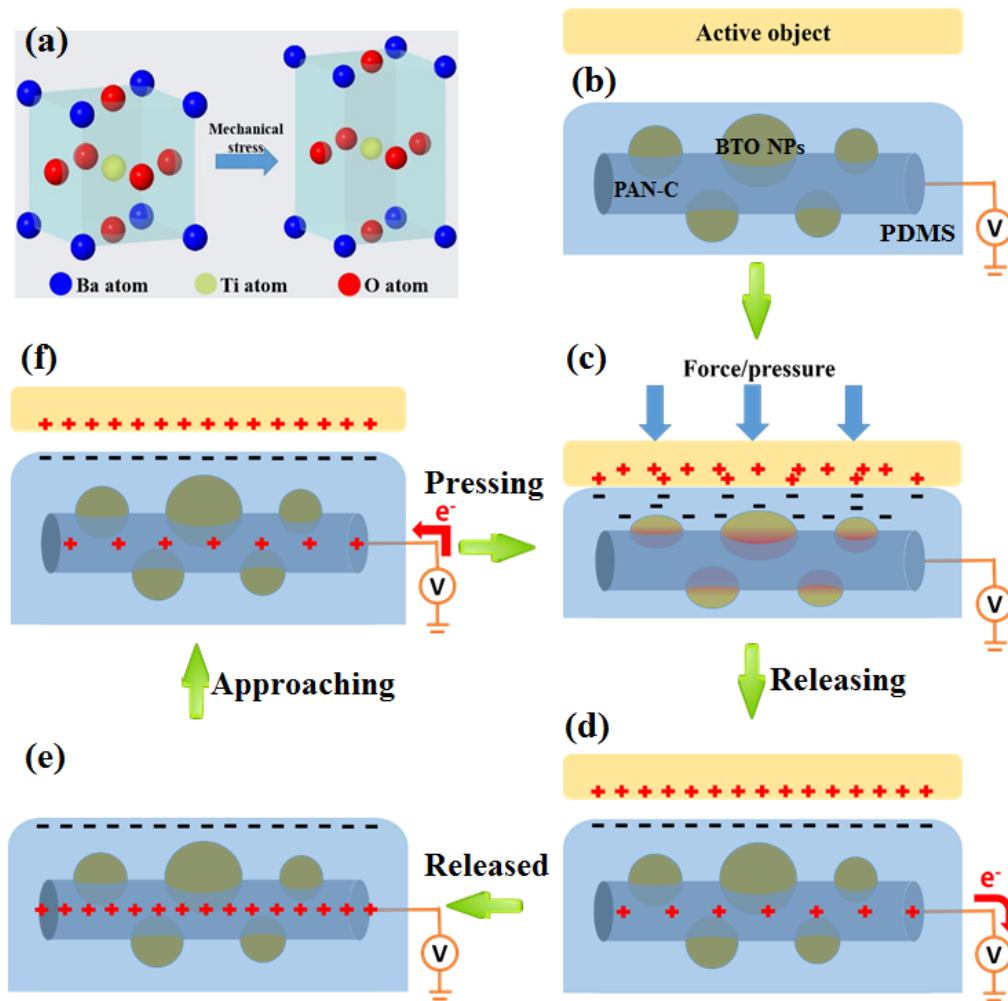 (a)
Mechanical
stress
Ba atom
Ti atom
O atom
Active object
(b)
BTO NPs
PAN-C
PDMS
V
(f)
e-
Pressing
V
(c)
Force/pressure
V
Approaching
Releasing
(e)
Released
V
(d)
e-
V